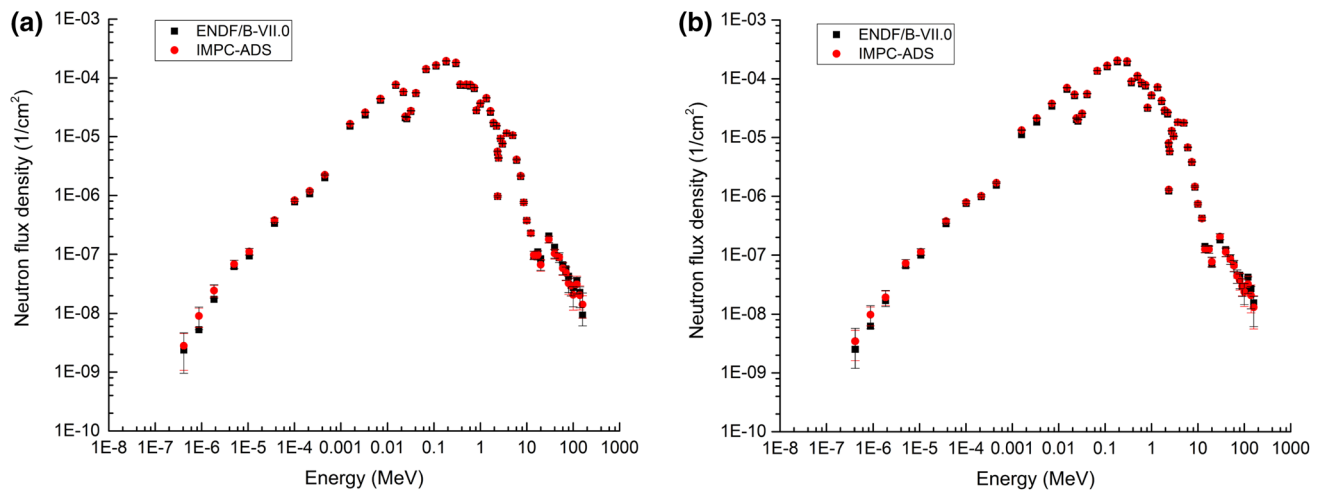 (a)
ENDF/B-VII.0
IMPC-ADS
Neutron flux density (1/cm²)
1E-03
1E-04
1E-05
1E-06
1E-07
1E-08
1E-09
1E-10
1E-8 1E-7 1E-6 1E-5 1E-4 0.001 0.01 0.1 1 10 100 1000
Energy (MeV)
(b)
ENDF/B-VII.0
IMPC-ADS
Neutron flux density (1/cm²)
1E-03
1E-04
1E-05
1E-06
1E-07
1E-08
1E-09
1E-10
1E-8 1E-7 1E-6 1E-5 1E-4 0.001 0.01 0.1 1 10 100 1000
Energy (MeV)